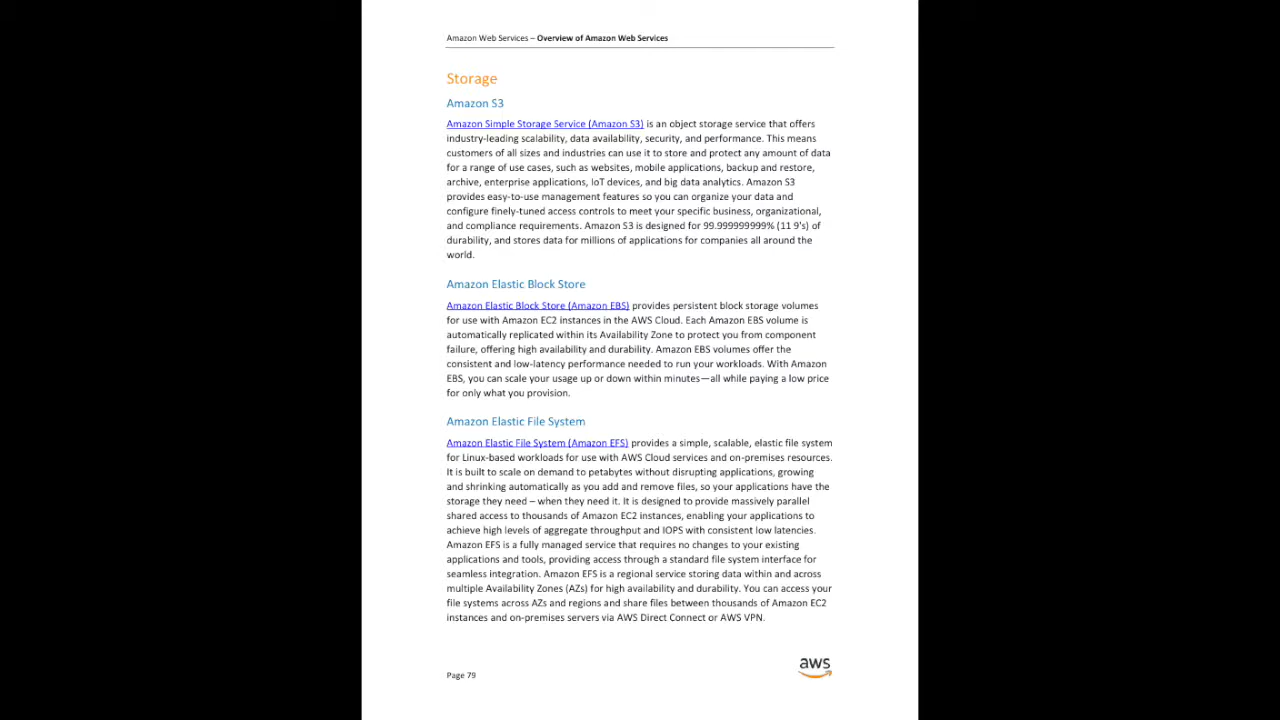 Amazon Web Services – Overview of Amazon Web Services
Storage
Amazon S3
Amazon Simple Storage Service (Amazon S3) is an object storage service that offers
industry-leading scalability, data availability, security, and performance. This means
customers of all sizes and industries can use it to store and protect any amount of data
for a range of use cases, such as websites, mobile applications, backup and restore,
archive, enterprise applications, IoT devices, and big data analytics. Amazon S3
provides easy-to-use management features so you can organize your data and
configure finely-tuned access controls to meet your specific business, organizational,
and compliance requirements. Amazon S3 is designed for 99.999999999% (11 9's) of
durability, and stores data for millions of applications for companies all around the
world.
Amazon Elastic Block Store
Amazon Elastic Block Store (Amazon EBS) provides persistent block storage volumes
for use with Amazon EC2 instances in the AWS Cloud. Each Amazon EBS volume is
automatically replicated within its Availability Zone to protect you from component
failure, offering high availability and durability. Amazon EBS volumes offer the
consistent and low-latency performance needed to run your workloads. With Amazon
EBS, you can scale your usage up or down within minutes—all while paying a low price
for only what you provision.
Amazon Elastic File System
Amazon Elastic File System (Amazon EFS) provides a simple, scalable, elastic file system
for Linux-based workloads for use with AWS Cloud services and on-premises resources.
It is built to scale on demand to petabytes without disrupting applications, growing
and shrinking automatically as you add and remove files, so your applications have the
storage they need – when they need it. It is designed to provide massively parallel
shared access to thousands of Amazon EC2 instances, enabling your applications to
achieve high levels of aggregate throughput and IOPS with consistent low latencies.
Amazon EFS is a fully managed service that requires no changes to your existing
applications and tools, providing access through a standard file system interface for
seamless integration. Amazon EFS is a regional service storing data within and across
multiple Availability Zones (AZs) for high availability and durability. You can access your
file systems across AZs and regions and share files between thousands of Amazon EC2
instances and on-premises servers via AWS Direct Connect or AWS VPN.
aws
Page 79